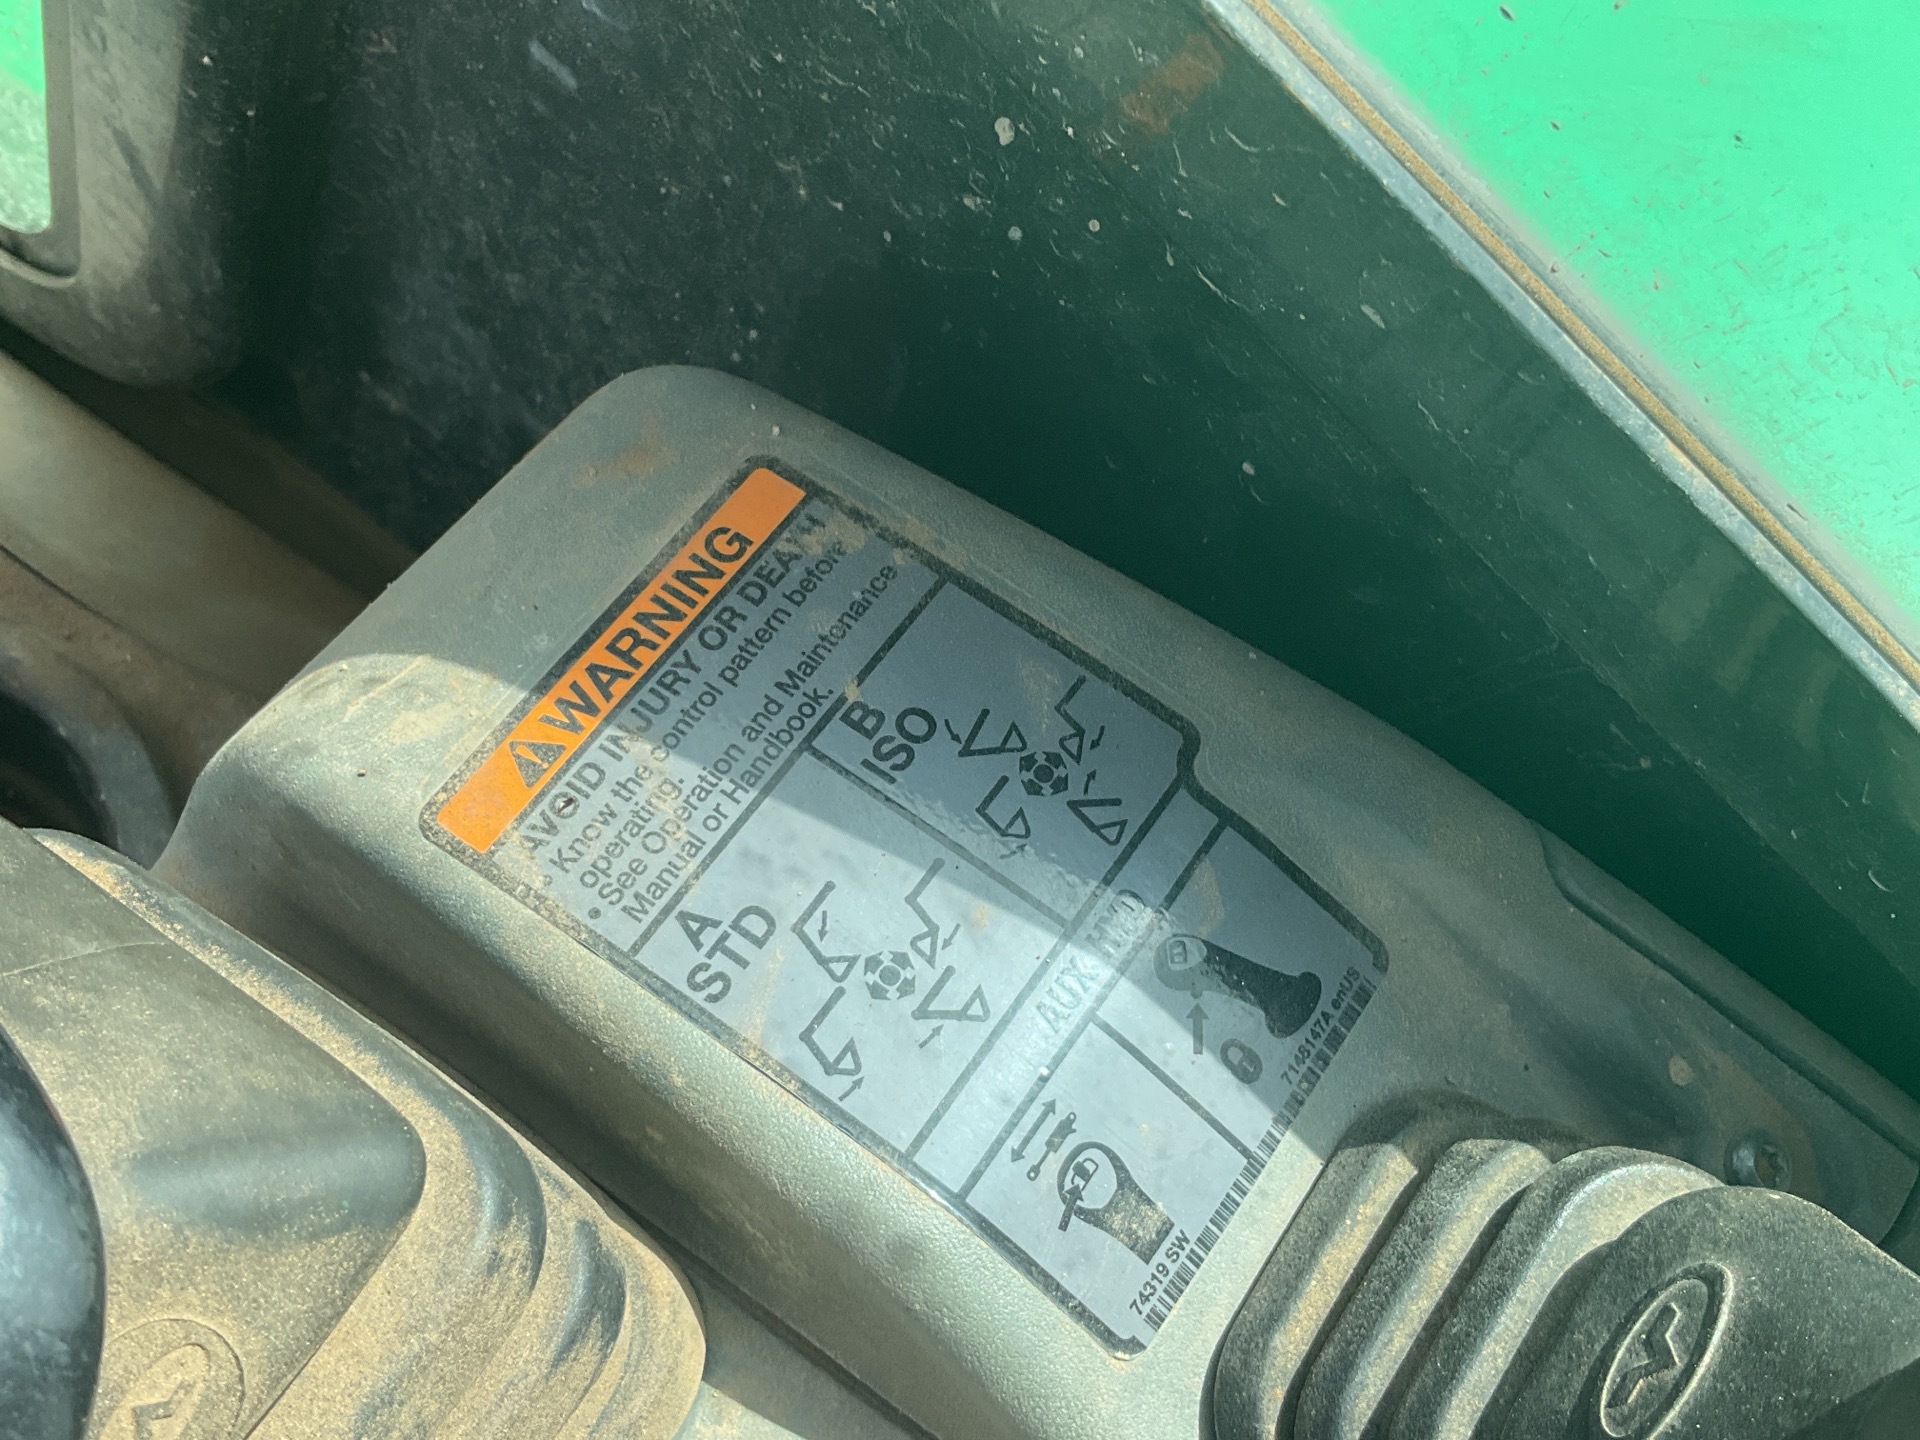 WARNING
AVOID INJURY OR DEATH
• Know the control pattern before
operating.
• See Operation and Maintenance
Manual or Handbook.
A
STD
B
ISO
AUX HYD
74319 SW
7148147A enUS